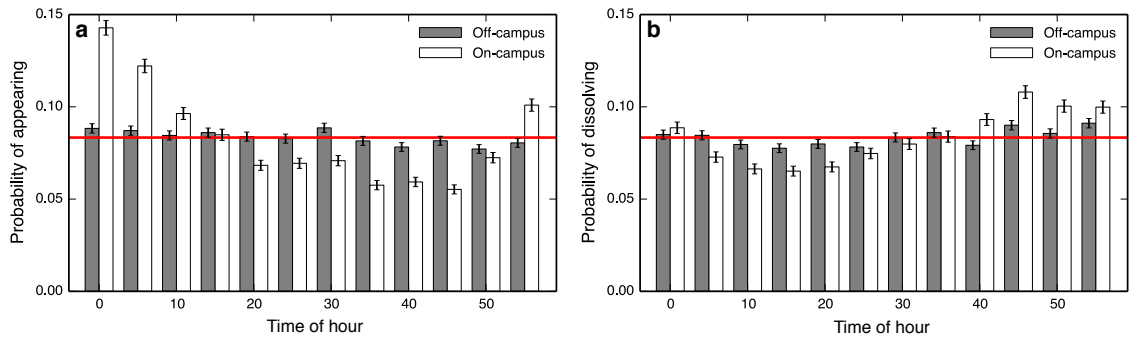 a
Off-campus
On-campus
0.15
0.10
0.05
0.00
Probability of appearing
0 10 20 30 40 50
Time of hour
b
Off-campus
On-campus
0.15
0.10
0.05
0.00
Probability of dissolving
0 10 20 30 40 50
Time of hour